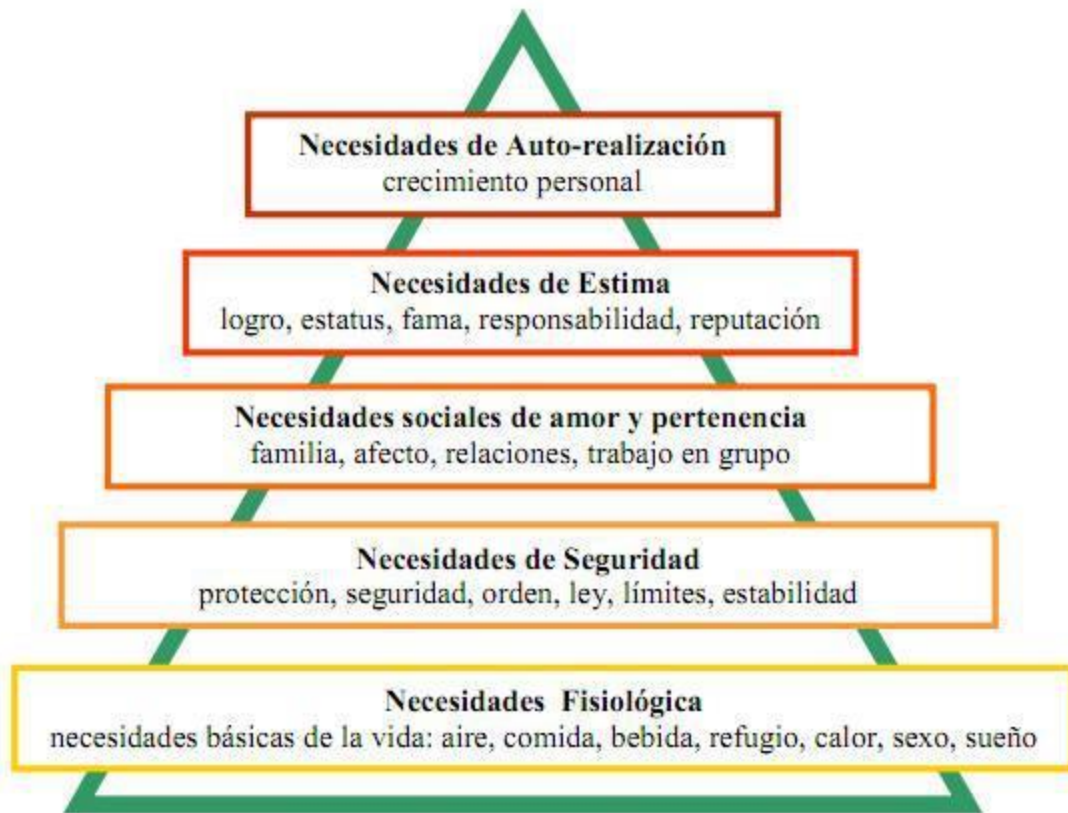 Necesidades de Auto-realización
crecimiento personal
Necesidades de Estima
logro, estatus, fama, responsabilidad, reputación
Necesidades sociales de amor y pertenencia
familia, afecto, relaciones, trabajo en grupo
Necesidades de Seguridad
protección, seguridad, orden, ley, límites, estabilidad
Necesidades Fisiológica
necesidades básicas de la vida: aire, comida, bebida, refugio, calor, sexo, sueño